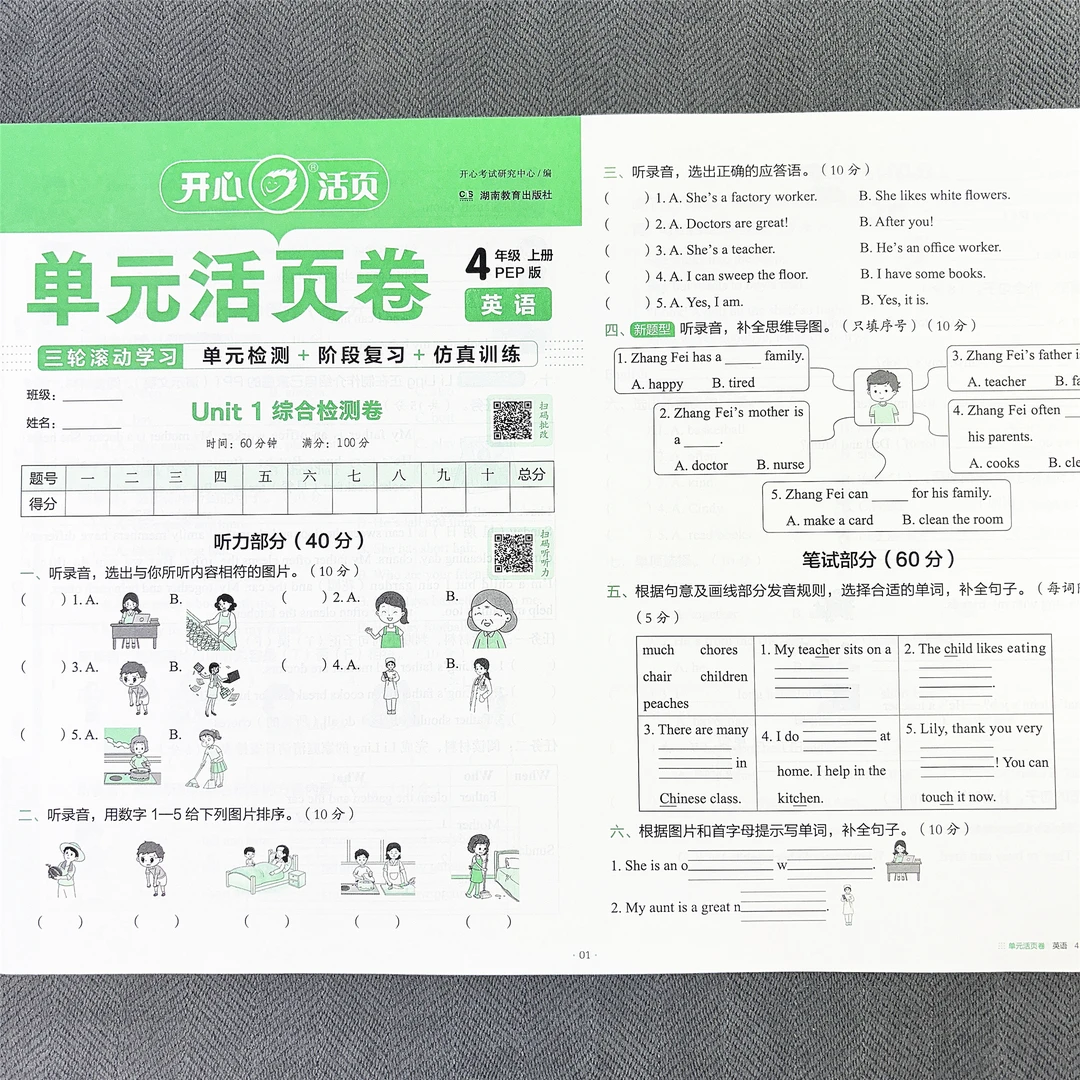 开心®活页
开心考试研究中心/编
湖南教育出版社
单元活页卷
4年级 上册
PEP版
英语
三轮滚动学习 单元检测+阶段复习+仿真训练
班级:
姓名:
Unit 1 综合检测卷
时间:60分钟 满分:100分
扫码批改
题号 一 二 三 四 五 六 七 八 九 十 总分
得分
听力部分(40分)
扫码听听力
一、听录音,选出与你所听内容相符的图片。(10分)
( )1. A. B. ( )2. A. B.
( )3. A. B. ( )4. A. B.
( )5. A. B.
二、听录音,用数字1—5给下列图片排序。(10分)
( ) ( ) ( ) ( ) ( )
三、听录音,选出正确的应答语。(10分)
( )1. A. She's a factory worker. B. She likes white flowers.
( )2. A. Doctors are great! B. After you!
( )3. A. She's a teacher. B. He's an office worker.
( )4. A. I can sweep the floor. B. I have some books.
( )5. A. Yes, I am. B. Yes, it is.
四、新题型 听录音,补全思维导图。(只填序号)(10分)
1. Zhang Fei has a _____ family.
A. happy B. tired
2. Zhang Fei's mother is
a _____.
A. doctor B. nurse
3. Zhang Fei's father i
A. teacher B. fa
4. Zhang Fei often
his parents.
A. cooks B. cle
5. Zhang Fei can _____ for his family.
A. make a card B. clean the room
笔试部分(60分)
五、根据句意及画线部分发音规则,选择合适的单词,补全句子。(每词
(5分)
much chores
chair children
peaches
1. My teacher sits on a
.
2. The child likes eating
.
3. There are many
in
Chinese class.
4. I do at
home. I help in the
kitchen.
5. Lily, thank you very
! You can
touch it now.
六、根据图片和首字母提示写单词,补全句子。(10分)
1. She is an o w .
2. My aunt is a great n .
·01·
单元活页卷 英语 4